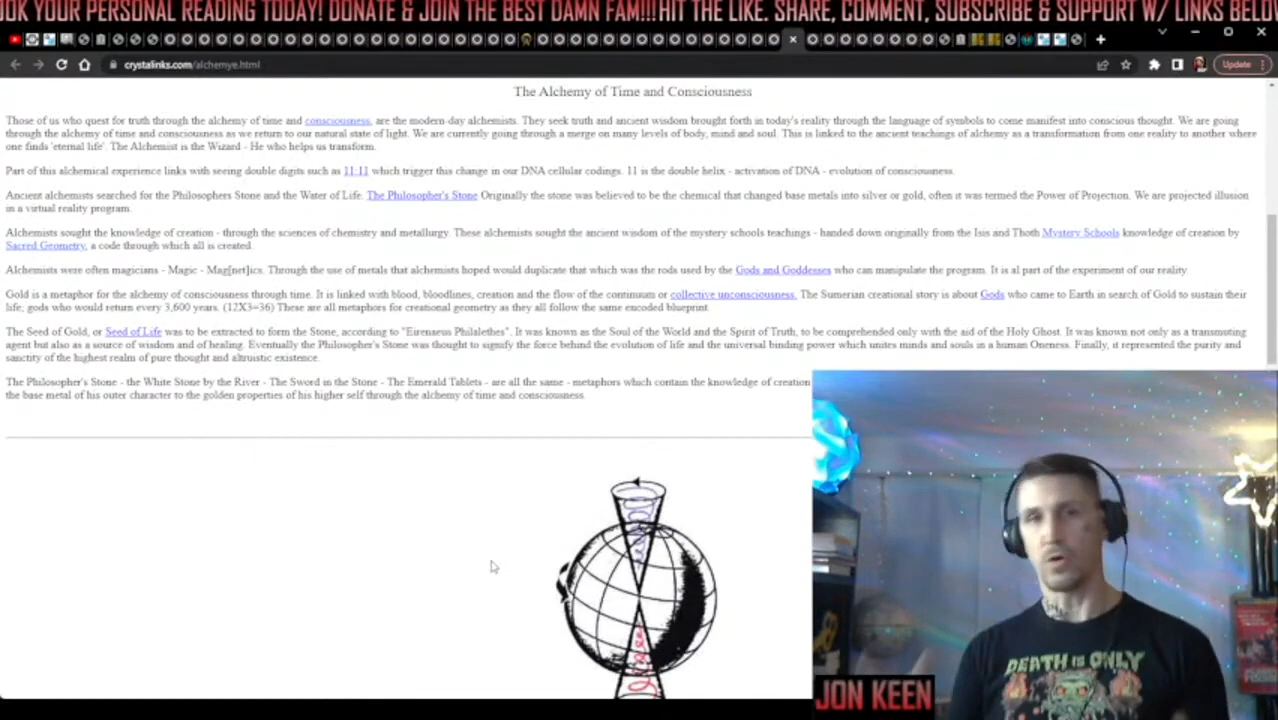 OOK YOUR PERSONAL READING TODAY! DONATE & JOIN THE BEST DAMN FAM!!! HIT THE LIKE. SHARE, COMMENT, SUBSCRIBE & SUPPORT W/ LINKS BELOW
crystalinks.com/alchemye.html
Update
The Alchemy of Time and Consciousness
Those of us who quest for truth through the alchemy of time and consciousness, are the modern-day alchemists. They seek truth and ancient wisdom brought forth in today's reality through the language of symbols to come manifest into conscious thought. We are going
through the alchemy of time and consciousness as we return to our natural state of light. We are currently going through a merge on many levels of body, mind and soul. This is linked to the ancient teachings of alchemy as a transformation from one reality to another where
one finds 'eternal life'. The Alchemist is the Wizard - He who helps us transform.
Part of this alchemical experience links with seeing double digits such as 11:11 which trigger this change in our DNA cellular codings. 11 is the double helix - activation of DNA - evolution of consciousness.
Ancient alchemists searched for the Philosophers Stone and the Water of Life. The Philosopher's Stone Originally the stone was believed to be the chemical that changed base metals into silver or gold, often it was termed the Power of Projection. We are projected illusion
in a virtual reality program.
Alchemists sought the knowledge of creation - through the sciences of chemistry and metallurgy. These alchemists sought the ancient wisdom of the mystery schools teachings - handed down originally from the Isis and Thoth Mystery Schools knowledge of creation by
Sacred Geometry, a code through which all is created.
Alchemists were often magicians - Magic - Mag[net]ics. Through the use of metals that alchemists hoped would duplicate that which was the rods used by the Gods and Goddesses who can manipulate the program. It is al part of the experiment of our reality.
Gold is a metaphor for the alchemy of consciousness through time. It is linked with blood, bloodlines, creation and the flow of the continuum or collective unconsciousness. The Sumerian creational story is about Gods who came to Earth in search of Gold to sustain their
life; gods who would return every 3,600 years. (12X3=36) These are all metaphors for creational geometry as they all follow the same encoded blueprint.
The Seed of Gold, or Seed of Life was to be extracted to form the Stone, according to "Eirenaeus Philalethes". It was known as the Soul of the World and the Spirit of Truth, to be comprehended only with the aid of the Holy Ghost. It was known not only as a transmuting
agent but also as a source of wisdom and of healing. Eventually the Philosopher's Stone was thought to signify the force behind the evolution of life and the universal binding power which unites minds and souls in a human Oneness. Finally, it represented the purity and
sanctity of the highest realm of pure thought and altruistic existence.
The Philosopher's Stone - the White Stone by the River - The Sword in the Stone - The Emerald Tablets - are all the same - metaphors which contain the knowledge of creation
the base metal of his outer character to the golden properties of his higher self through the alchemy of time and consciousness.
DEATH IS ONLY
JON KEEN